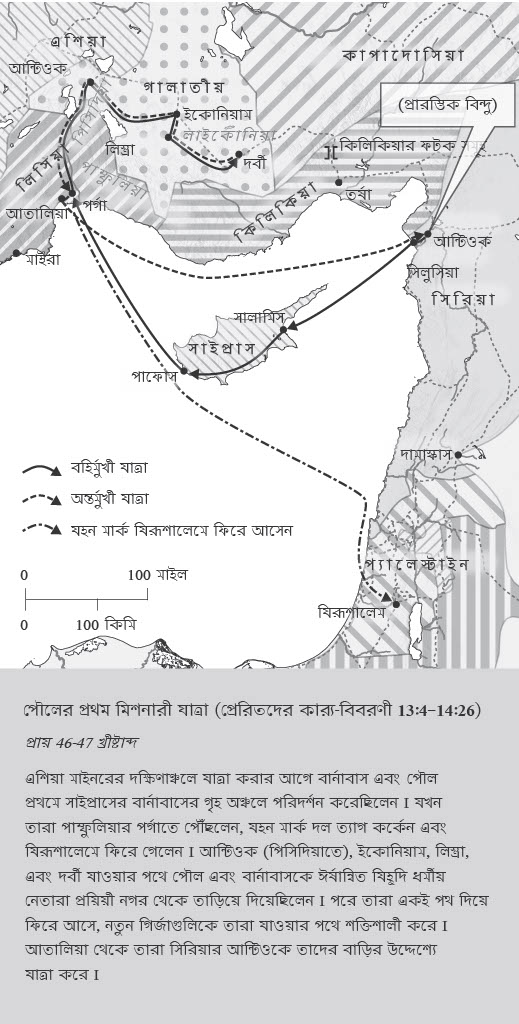 এশিয়া
আন্টিওক
গালাতীয়
কাপাদোসিয়া
(প্রারম্ভিক বিন্দু)
পিসিদিয়া
ইকোনিয়াম
লাইকৌনিয়া
লিস্ত্রা
দর্বী
কিলিকিয়ার ফটক সমূহ
লিসিয়া
পাম্ফুলিয়া
তর্ষা
কিলিকিয়া
আতালিয়া
পর্গা
আন্টিওক
মাইরা
সিলুসিয়া
সিরিয়া
সালামিস
সাইপ্রাস
পাফোস
দামাস্কাস
বহির্মুখী যাত্রা
অন্তর্মুখী যাত্রা
যহন মার্ক যিরূশালেমে ফিরে আসেন
প্যালেস্টাইন
0 100 মাইল
0 100 কিমি
যিরূশালেম
পৌলের প্রথম মিশনারী যাত্রা (প্রেরিতদের কার‍্য-বিবরণী 13:4–14:26)
প্রায় 46-47 খ্রীষ্টাব্দ
এশিয়া মাইনরের দক্ষিণাঞ্চলে যাত্রা করার আগে বার্নাবাস এবং পৌল
প্রথমে সাইপ্রাসের বার্নাবাসের গৃহ অঞ্চলে পরিদর্শন করেছিলেন I যখন
তারা পাম্ফুলিয়ার পর্গাতে পৌঁছলেন, যহন মার্ক দল ত্যাগ কর্কেন এবং
যিরূশালেমে ফিরে গেলেন I আন্টিওক (পিসিদিয়াতে), ইকোনিয়াম, লিস্ত্রা,
এবং দর্বী যাওয়ার পথে পৌল এবং বার্নাবাসকে ঈর্ষান্বিত যিহূদি ধর্মীয়
নেতারা প্রয়িয়ী নগর থেকে তাড়িয়ে দিয়েছিলেন I পরে তারা একই পথ দিয়ে
ফিরে আসে, নতুন গির্জাগুলিকে তারা যাওয়ার পথে শক্তিশালী করে I
আতালিয়া থেকে তারা সিরিয়ার আন্টিওকে তাদের বাড়ির উদ্দেশ্যে
যাত্রা করে I